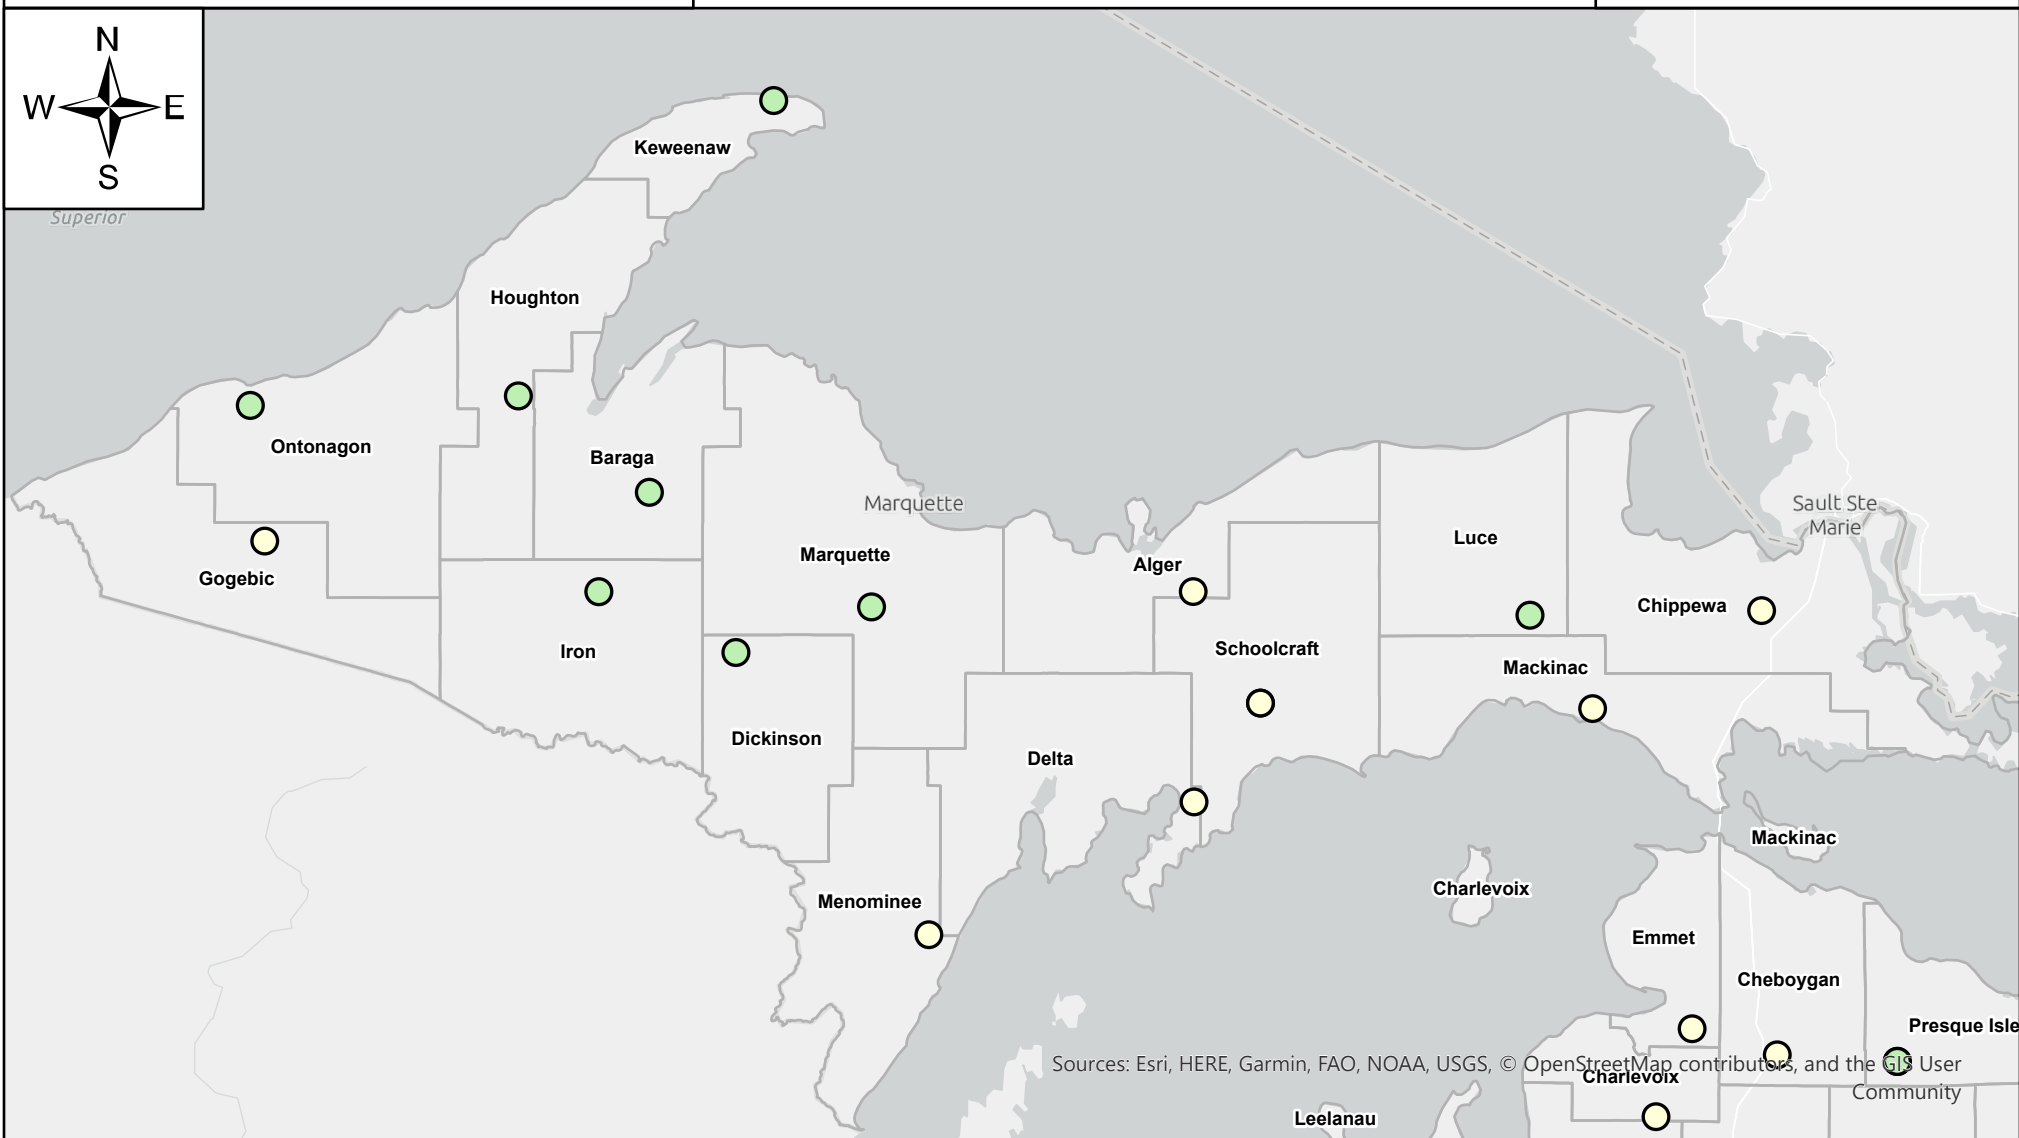 N
W E
S
Superior
Keweenaw
Houghton
Ontonagon
Baraga
Marquette
Sault Ste
Marie
Luce
Marquette
Alger
Gogebic
Chippewa
Iron
Schoolcraft
Mackinac
Dickinson
Delta
Mackinac
Charlevoix
Menominee
Emmet
Cheboygan
Presque Isle
Sources: Esri, HERE, Garmin, FAO, NOAA, USGS, © OpenStreetMap contributors, and the GIS User
Community
Charlevoix
Leelanau